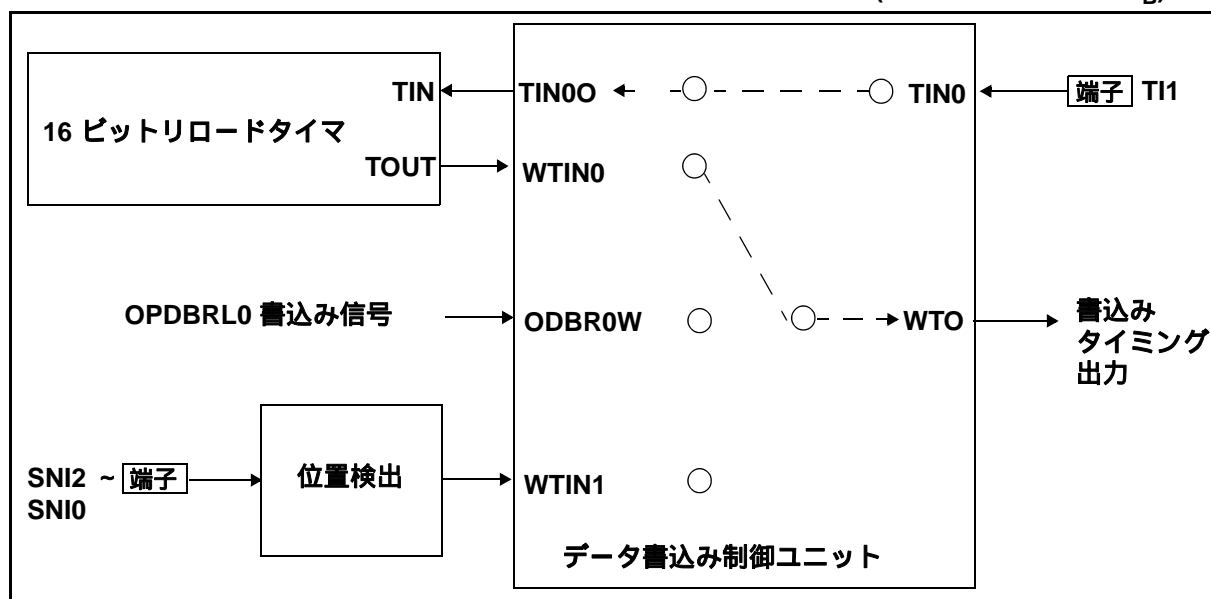 TIN
TIN0O
TIN0
端子 TI1
16 ビットリロードタイマ
TOUT
WTIN0
OPDBRL0 書込み信号
ODBR0W
WTO
書込み
タイミング
出力
SNI2 ~ 端子
SNI0
位置検出
WTIN1
データ書込み制御ユニット